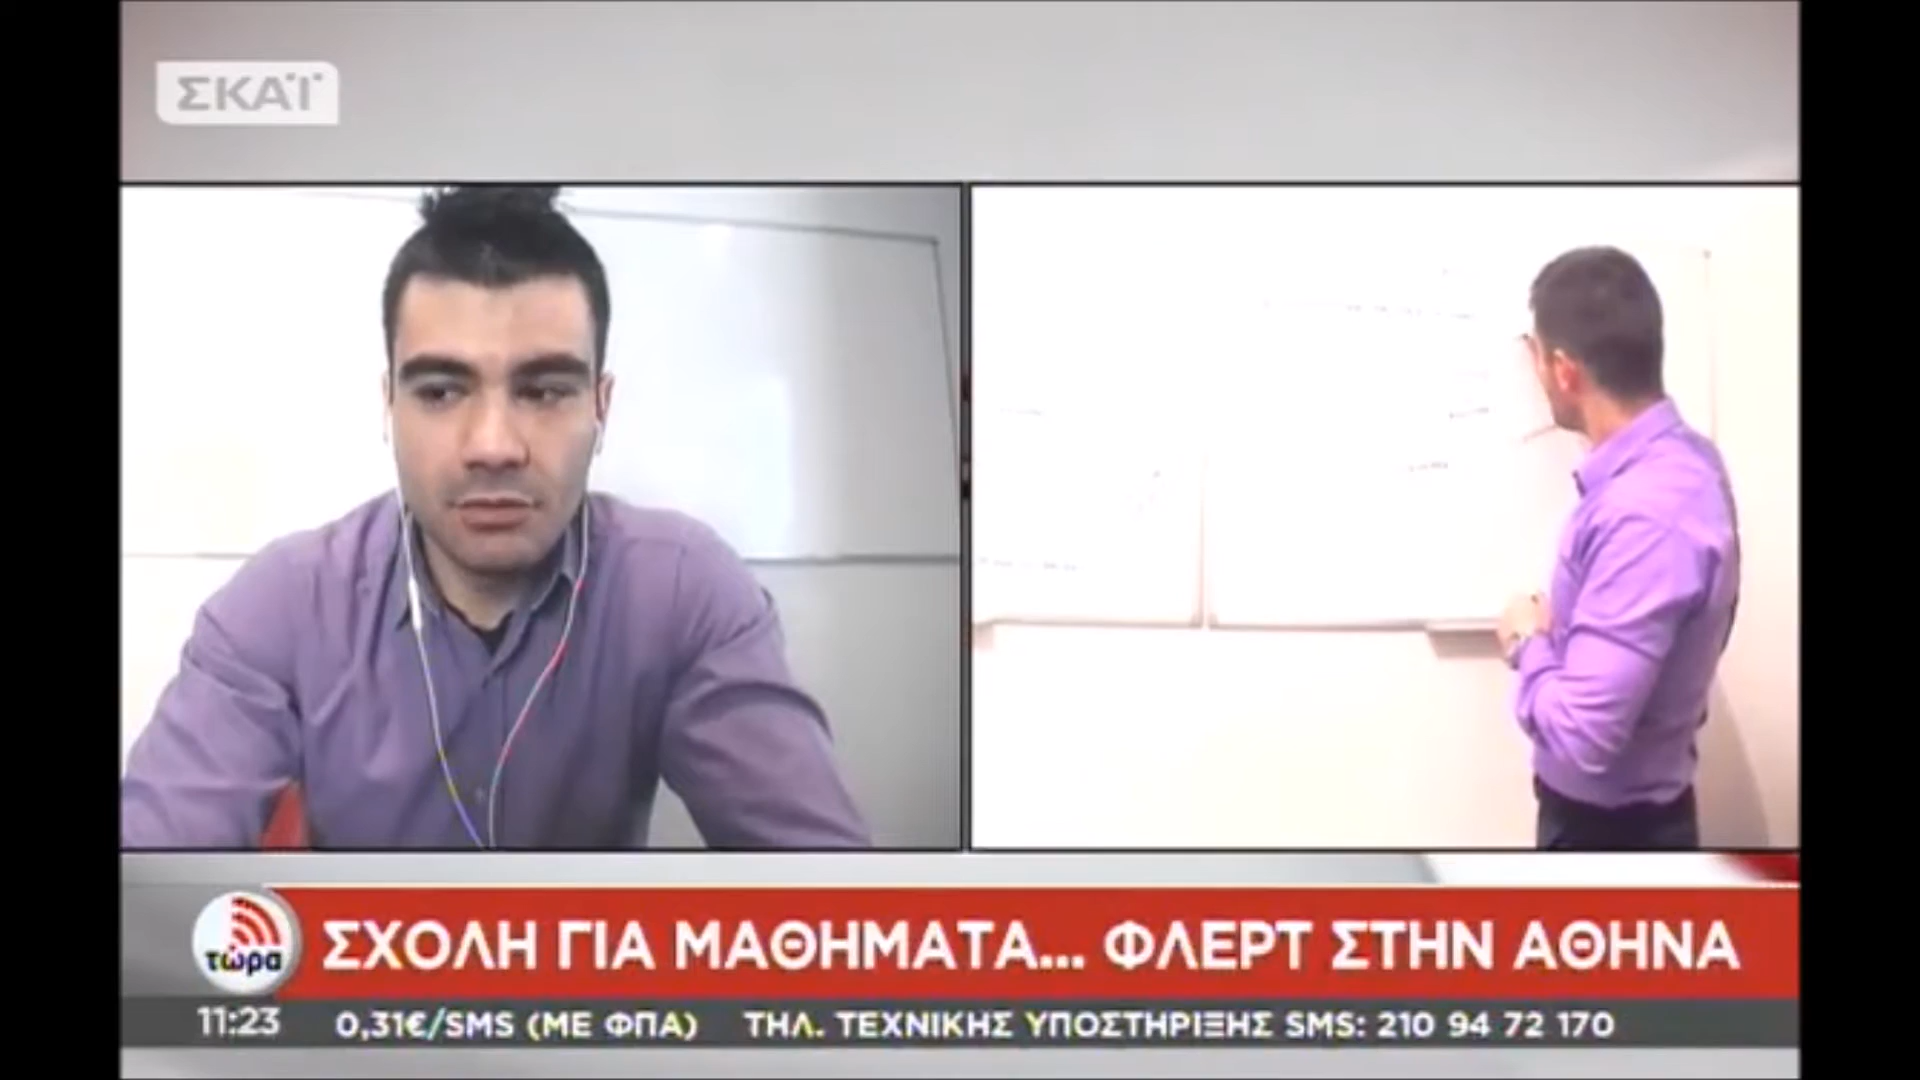 ΣΚΑΪ
τώρα
ΣΧΟΛΗ ΓΙΑ ΜΑΘΗΜΑΤΑ... ΦΛΕΡΤ ΣΤΗΝ ΑΘΗΝΑ
11:23 0,31€/SMS (ΜΕ ΦΠΑ) ΤΗΛ. ΤΕΧΝΙΚΗΣ ΥΠΟΣΤΗΡΙΞΗΣ SMS: 210 94 72 170